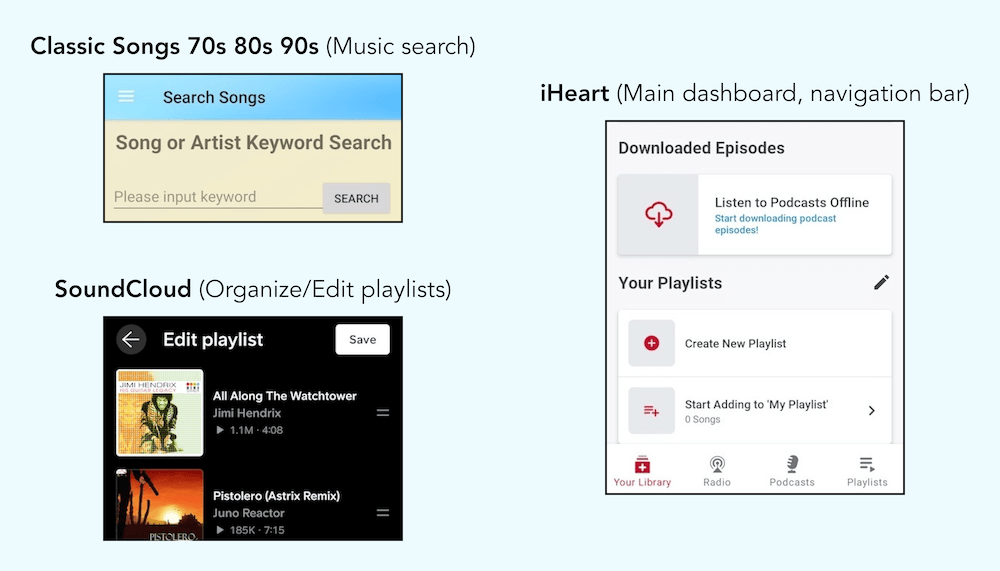 Classic Songs 70s 80s 90s (Music search)
Search Songs
Song or Artist Keyword Search
Please input keyword
SEARCH
SoundCloud (Organize/Edit playlists)
Edit playlist
Save
JIMI HENDRIX
HIS GUITAR LEGACY
All Along The Watchtower
Jimi Hendrix
1.1M · 4:08
PISTOLERO
Pistolero (Astrix Remix)
Juno Reactor
185K · 7:15
iHeart (Main dashboard, navigation bar)
Downloaded Episodes
Listen to Podcasts Offline
Start downloading podcast
episodes!
Your Playlists
Create New Playlist
Start Adding to 'My Playlist'
0 Songs
Your Library
Radio
Podcasts
Playlists